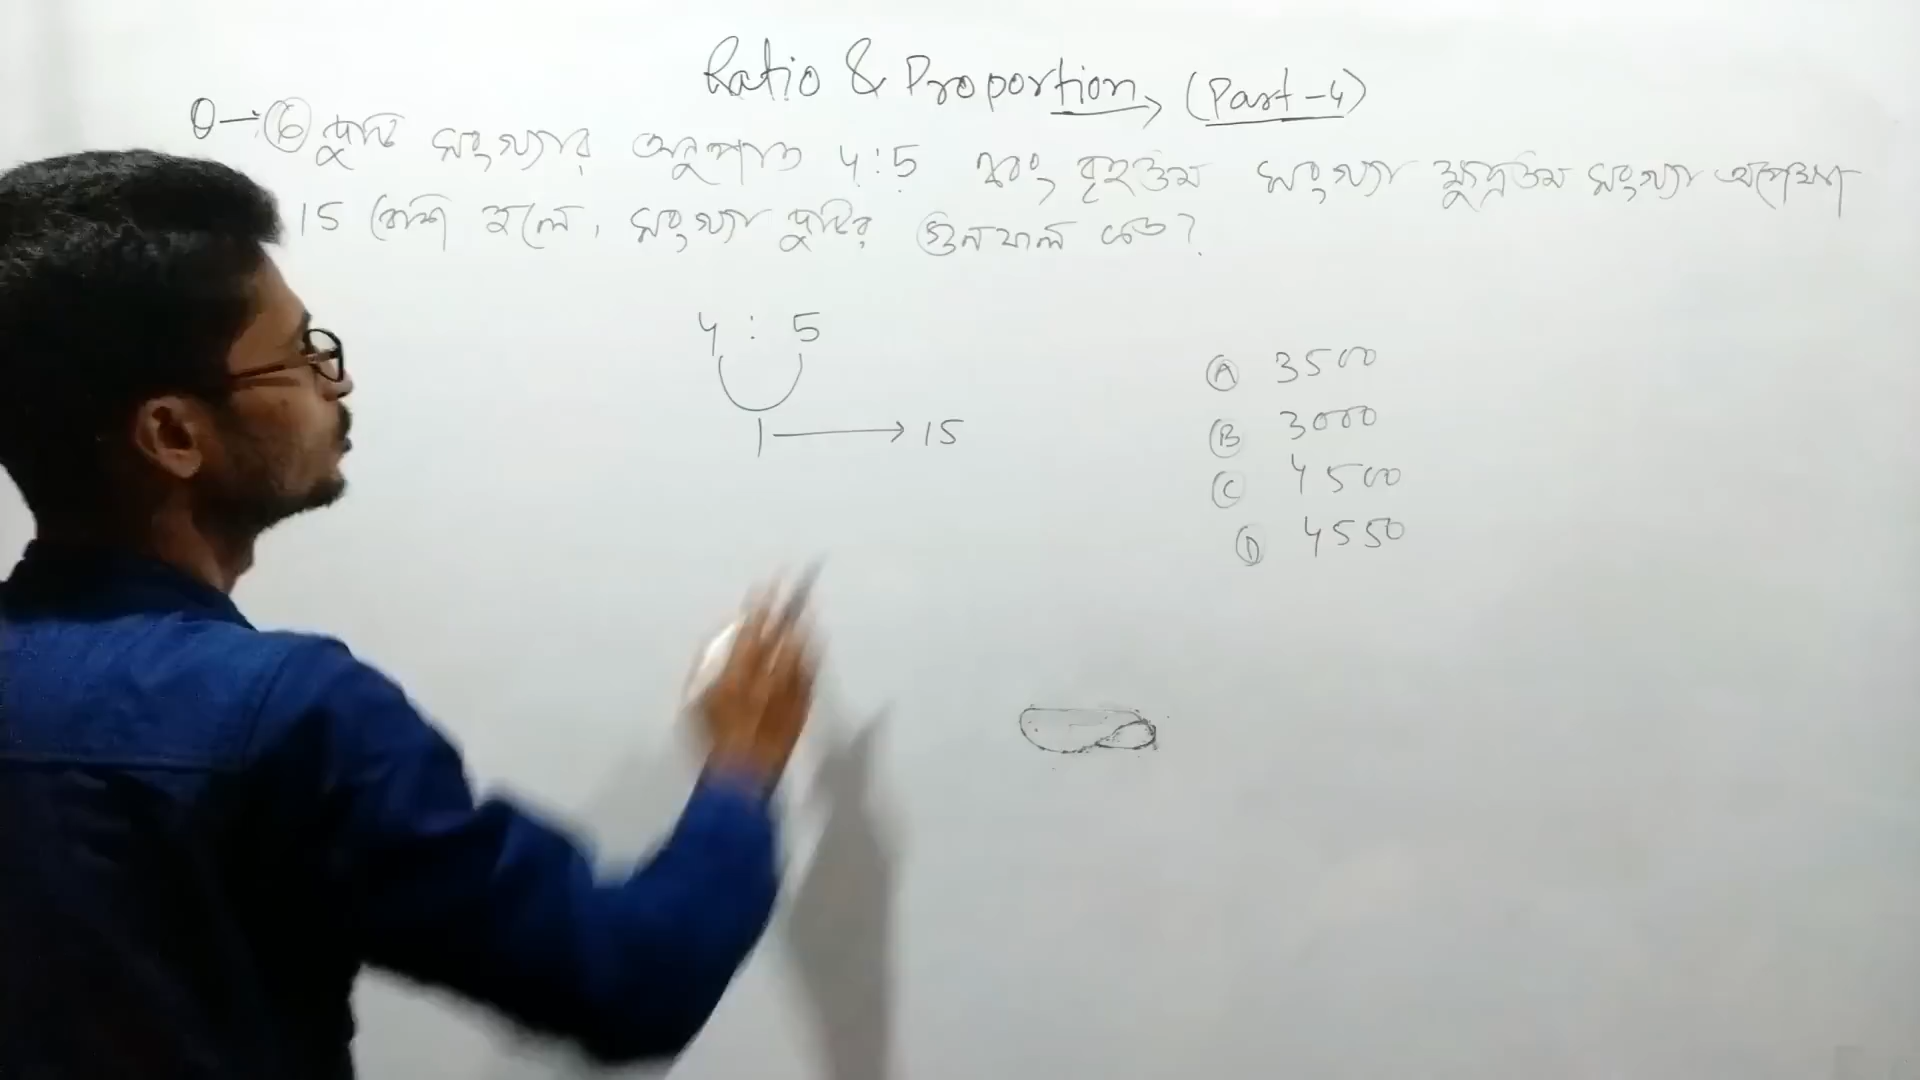 Ratio & Proportion, (Part-4)
Q→ 6 দুটি সংখ্যার অনুপাত 4:5 এবং বৃহত্তম সংখ্যা ক্ষুদ্রতম সংখ্যা অপেক্ষা
15 বেশি হলে, সংখ্যা দুটির গুনফল কত?
4 : 5
1 → 15
A 3500
B 3000
C 4500
D 4550